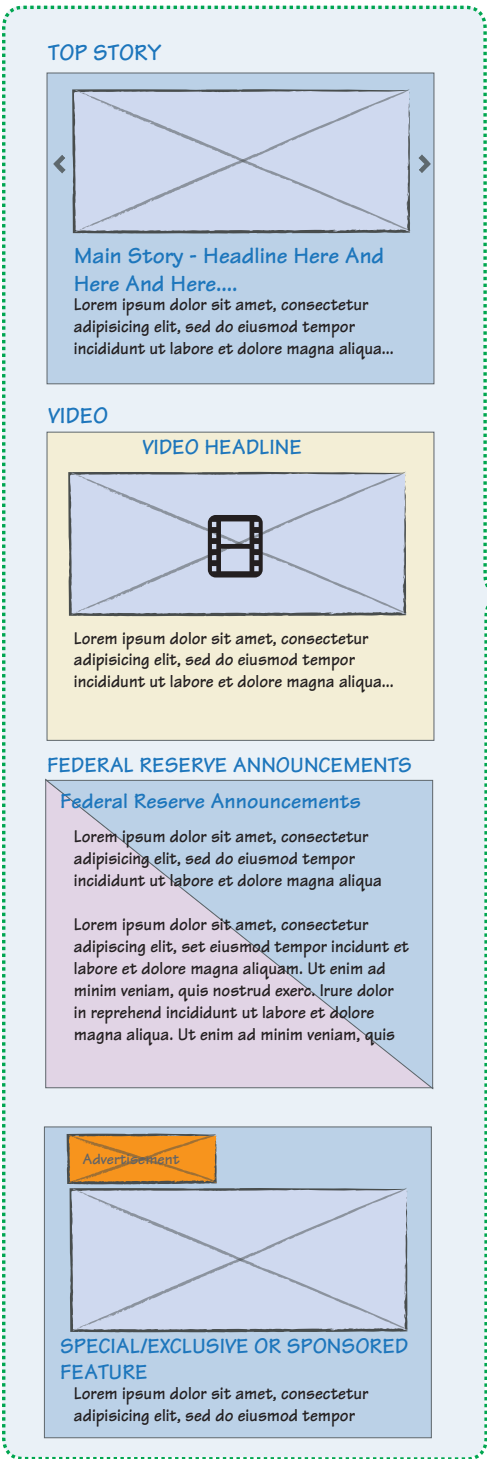 TOP STORY
Main Story - Headline Here And
Here And Here....
Lorem ipsum dolor sit amet, consectetur
adipisicing elit, sed do eiusmod tempor
incididunt ut labore et dolore magna aliqua...
VIDEO
VIDEO HEADLINE
Lorem ipsum dolor sit amet, consectetur
adipisicing elit, sed do eiusmod tempor
incididunt ut labore et dolore magna aliqua...
FEDERAL RESERVE ANNOUNCEMENTS
Federal Reserve Announcements
Lorem ipsum dolor sit amet, consectetur
adipisicing elit, sed do eiusmod tempor
incididunt ut labore et dolore magna aliqua
Lorem ipsum dolor sit amet, consectetur
adipiscing elit, set eiusmod tempor incidunt et
labore et dolore magna aliquam. Ut enim ad
minim veniam, quis nostrud exerc. Irure dolor
in reprehend incididunt ut labore et dolore
magna aliqua. Ut enim ad minim veniam, quis
Advertisement
SPECIAL/EXCLUSIVE OR SPONSORED
FEATURE
Lorem ipsum dolor sit amet, consectetur
adipisicing elit, sed do eiusmod tempor